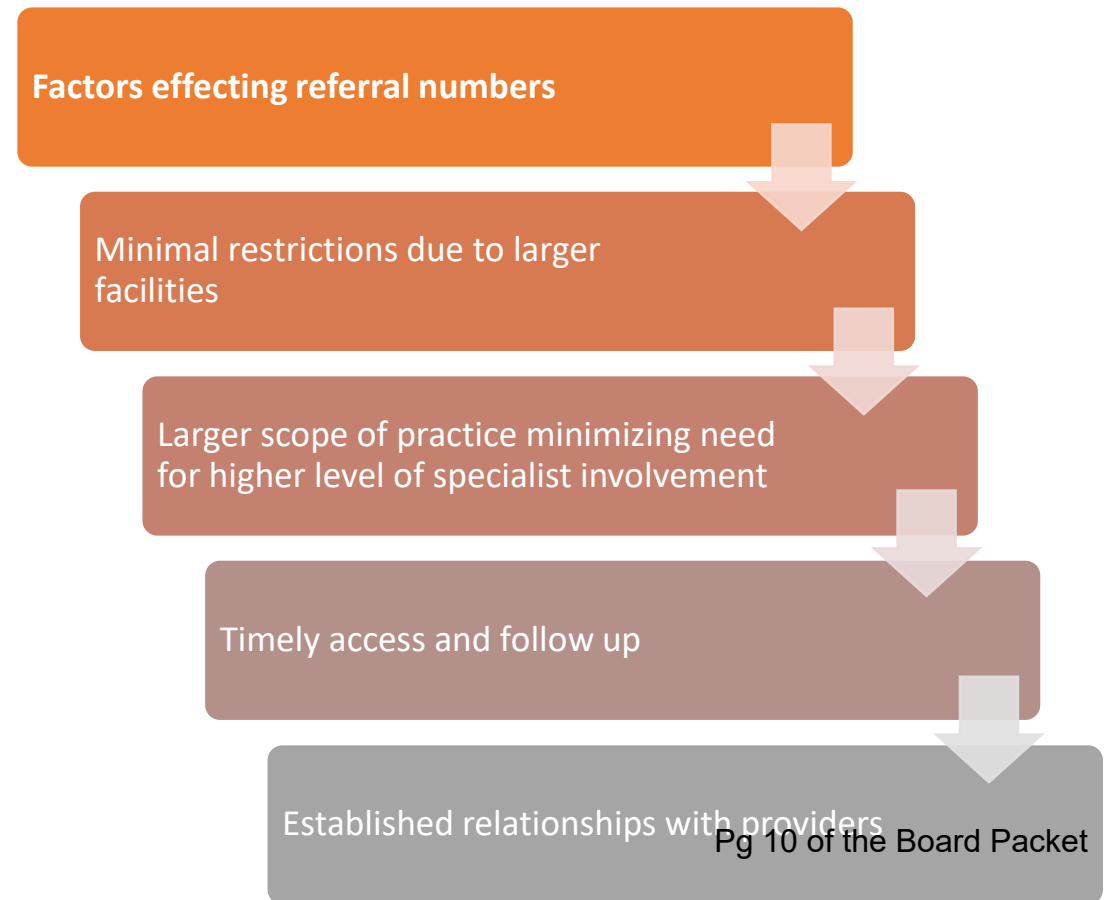 Factors effecting referral numbers
Minimal restrictions due to larger
facilities
Larger scope of practice minimizing need
for higher level of specialist involvement
Timely access and follow up
Established relationships with providers
Pg 10 of the Board Packet